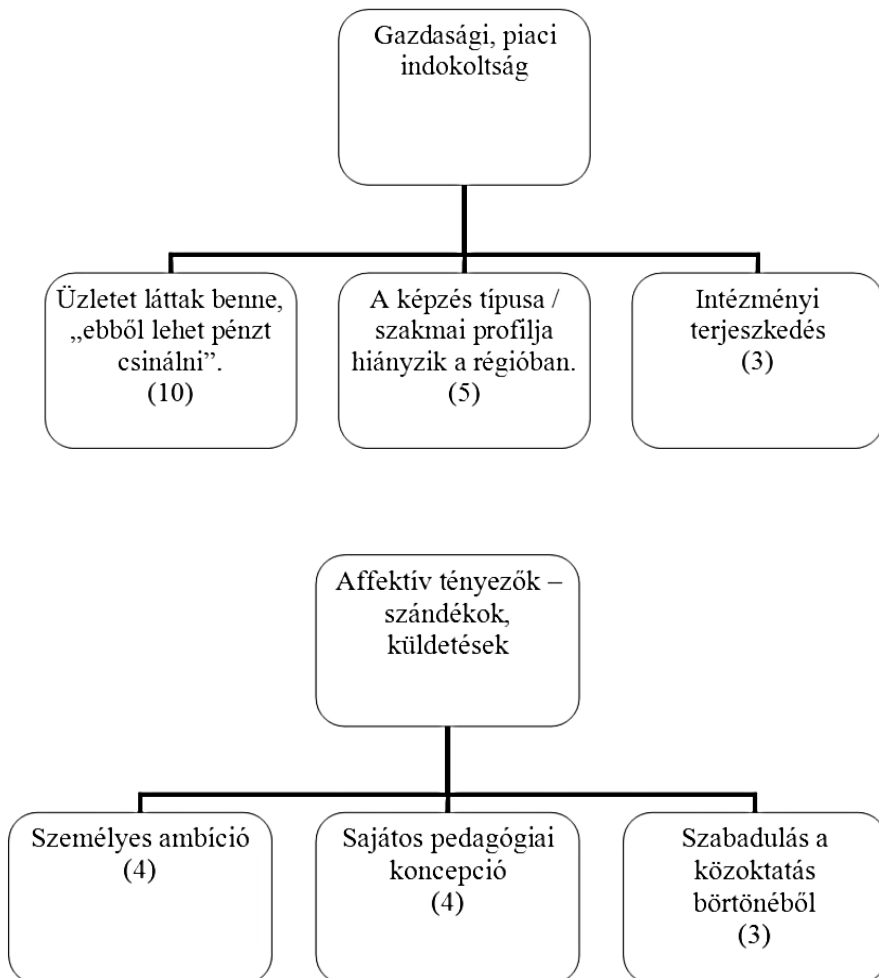 Gazdasági, piaci
indokoltság
Üzletet láttak benne,
„ebből lehet pénzt
csinálni”.
(10)
A képzés típusa /
szakmai profilja
hiányzik a régióban.
(5)
Intézményi
terjeszkedés
(3)
Affektív tényezők –
szándékok,
küldetések
Személyes ambíció
(4)
Sajátos pedagógiai
koncepció
(4)
Szabadulás a
közoktatás
börtönéből
(3)